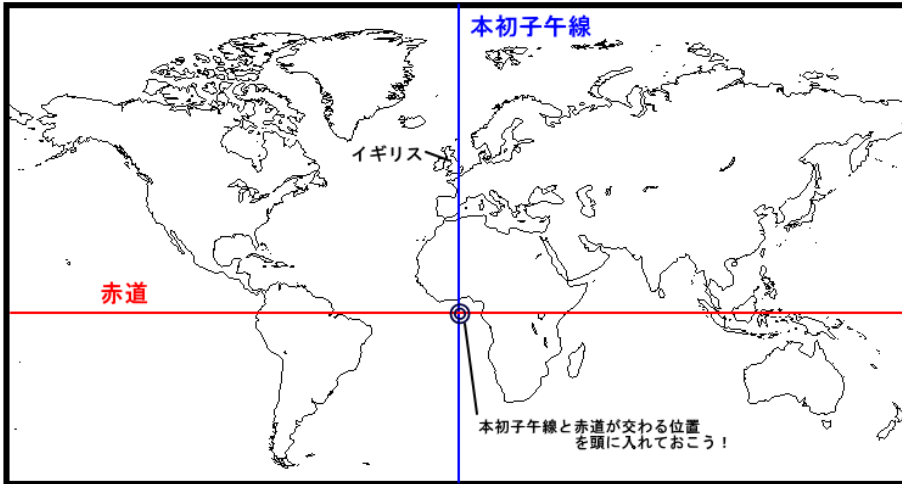 本初子午線
イギリス
赤道
本初子午線と赤道が交わる位置
を頭に入れておこう！